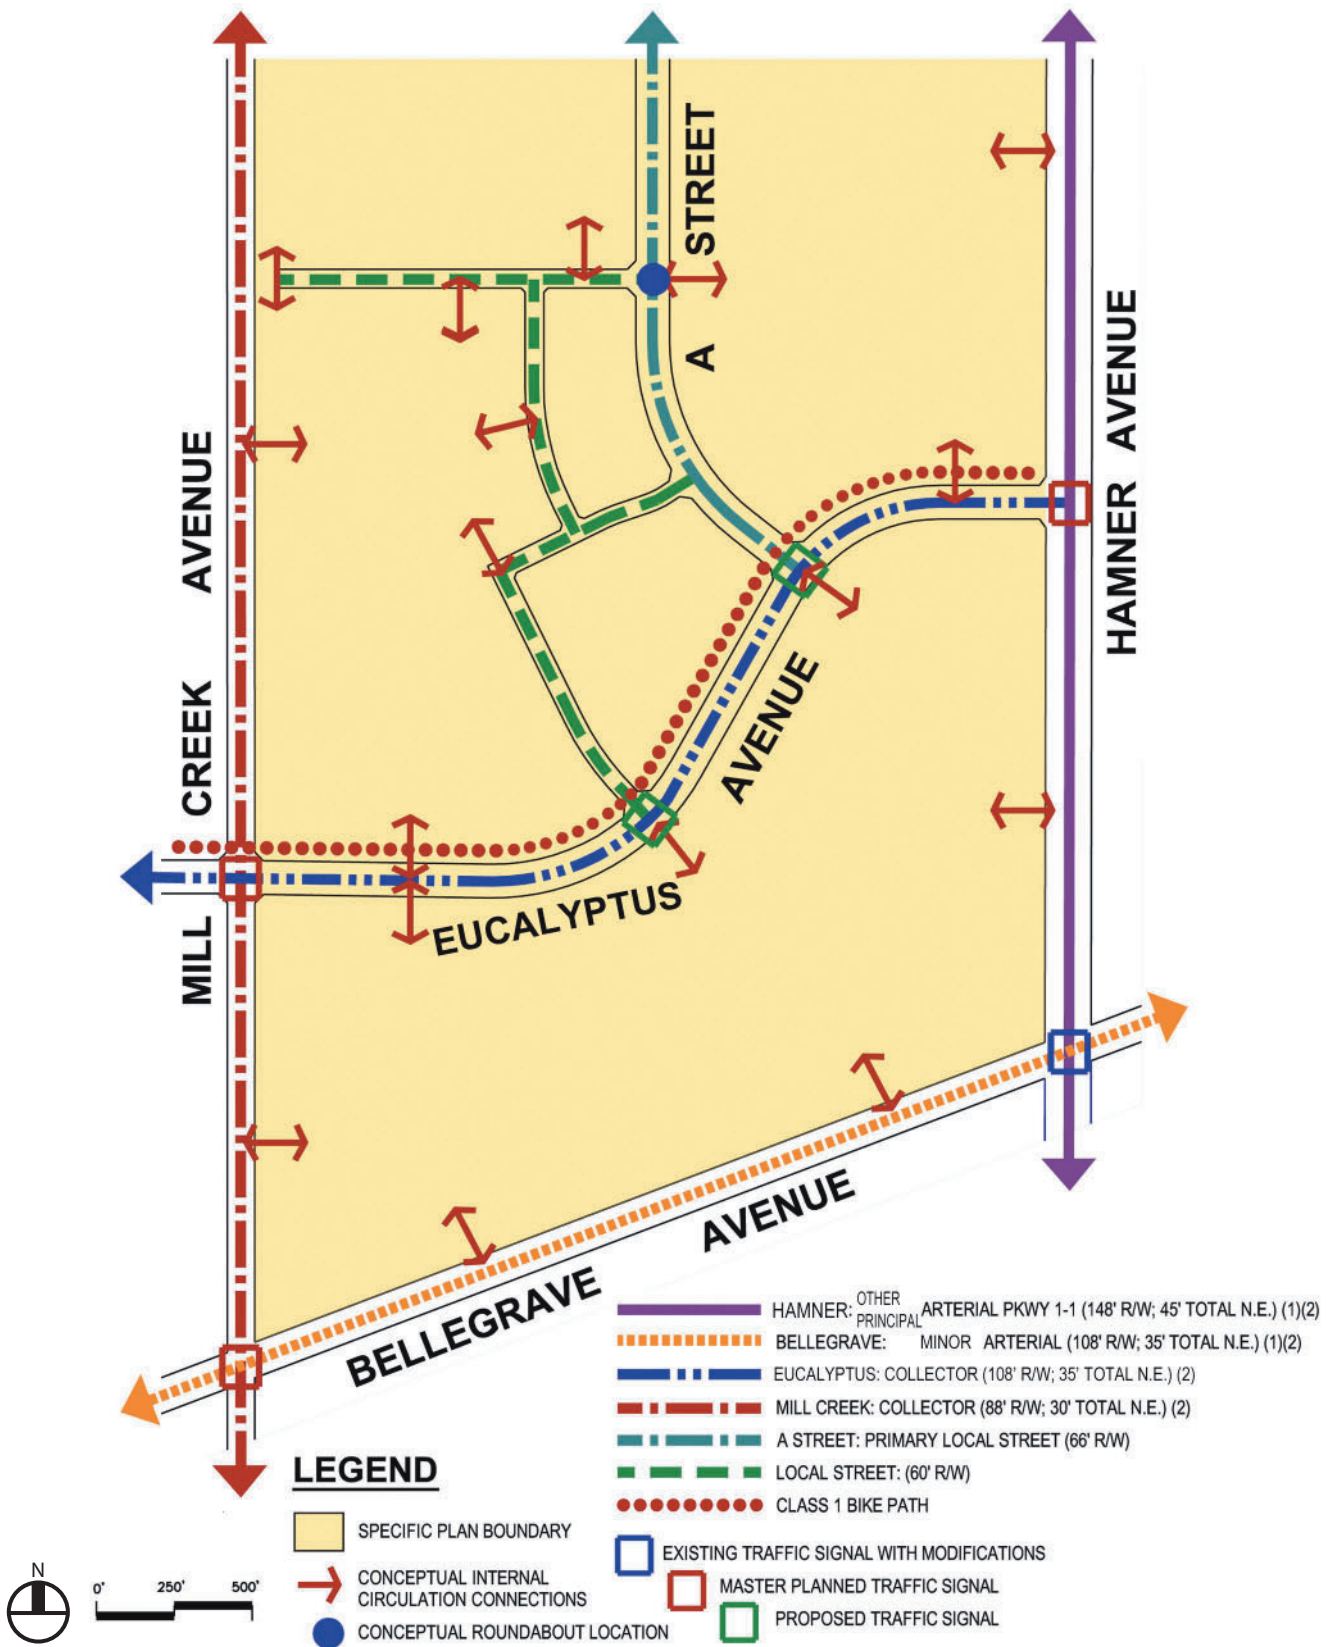 STREET
A
HAMNER AVENUE
MILL CREEK AVENUE
AVENUE
EUCALYPTUS
BELLEGRAVE AVENUE
HAMNER: OTHER PRINCIPAL ARTERIAL PKWY 1-1 (148' R/W; 45' TOTAL N.E.) (1)(2)
BELLEGRAVE: MINOR ARTERIAL (108' R/W; 35' TOTAL N.E.) (1)(2)
EUCALYPTUS: COLLECTOR (108' R/W; 35' TOTAL N.E.) (2)
MILL CREEK: COLLECTOR (88' R/W; 30' TOTAL N.E.) (2)
A STREET: PRIMARY LOCAL STREET (66' R/W)
LOCAL STREET: (60' R/W)
CLASS 1 BIKE PATH
LEGEND
SPECIFIC PLAN BOUNDARY
CONCEPTUAL INTERNAL
CIRCULATION CONNECTIONS
CONCEPTUAL ROUNDABOUT LOCATION
EXISTING TRAFFIC SIGNAL WITH MODIFICATIONS
MASTER PLANNED TRAFFIC SIGNAL
PROPOSED TRAFFIC SIGNAL
N
0' 250' 500'